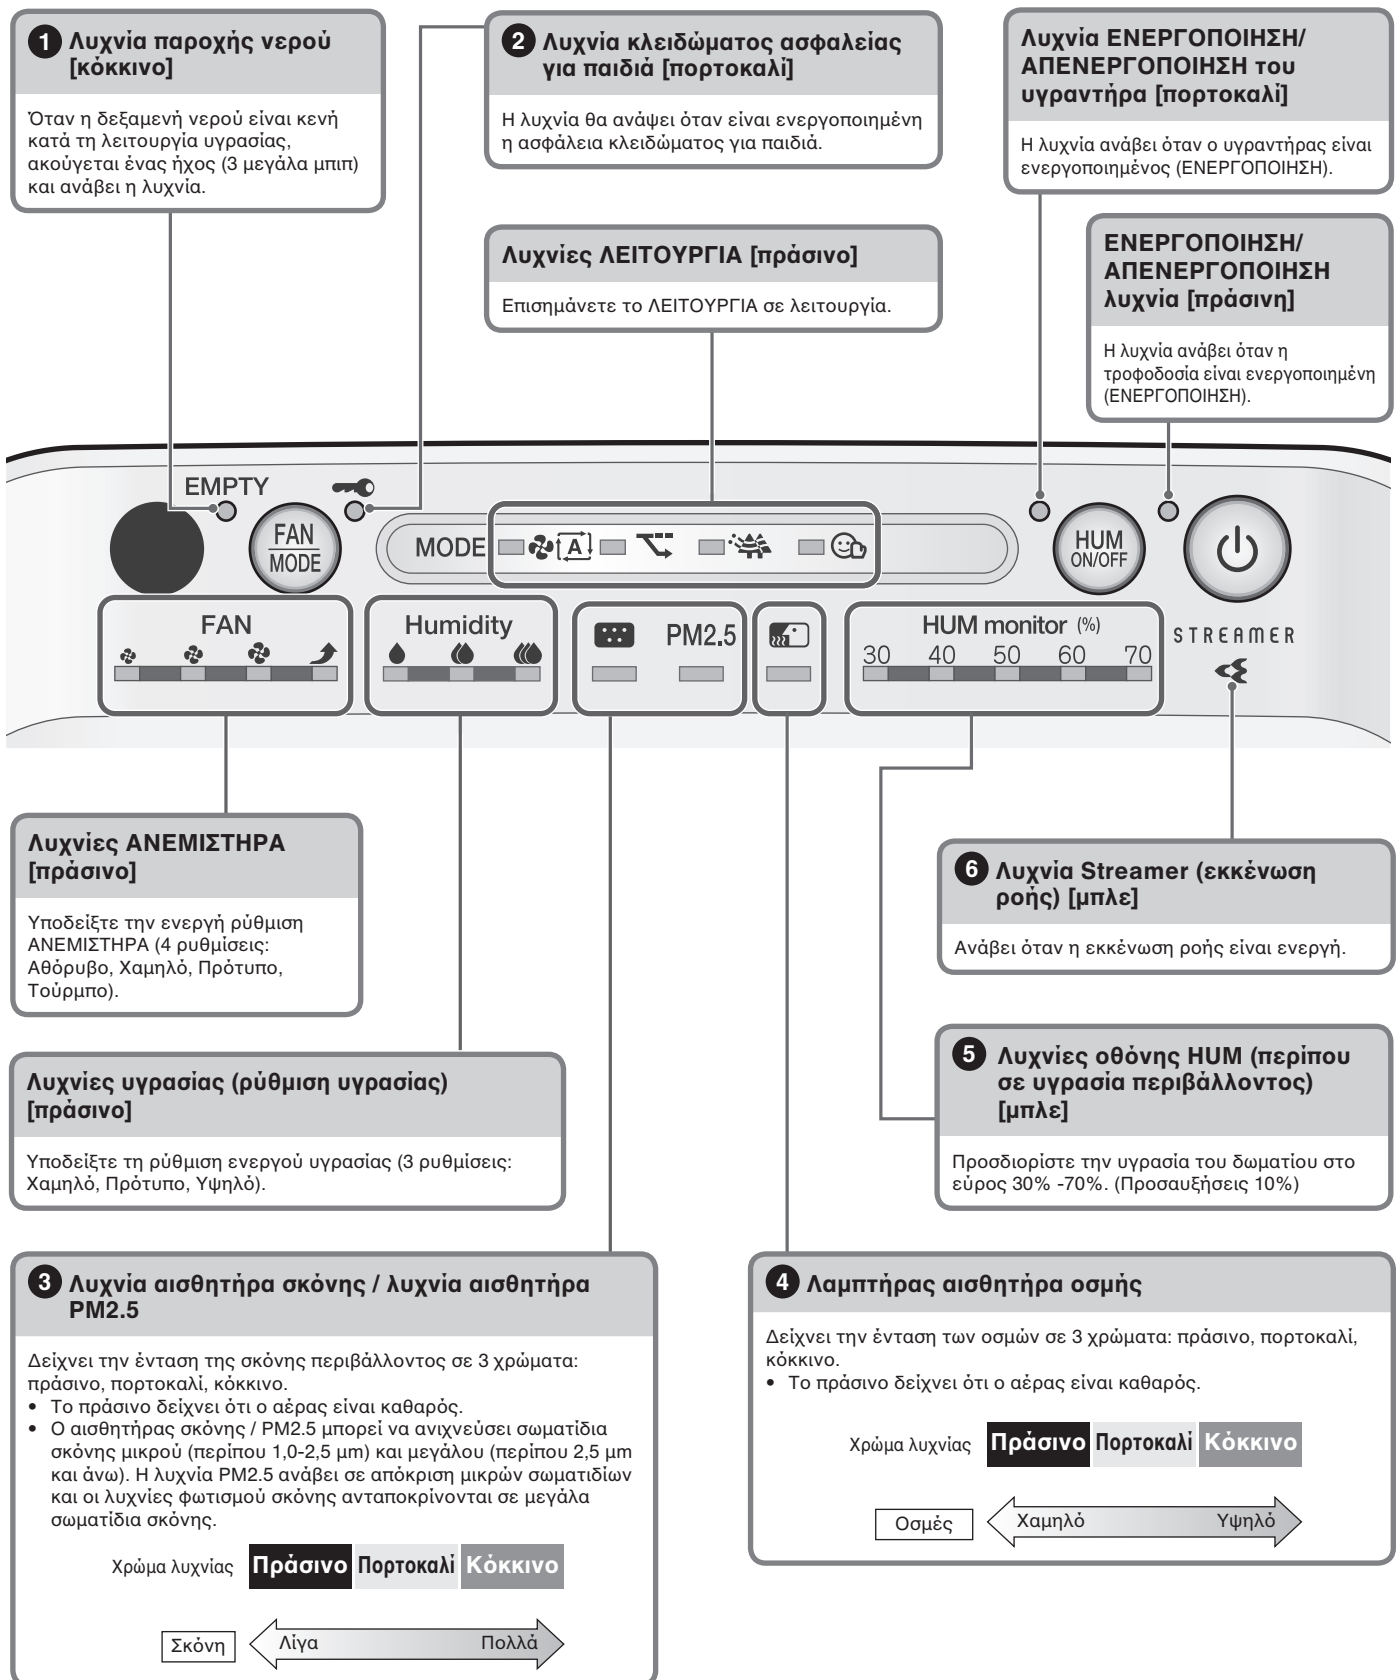 1 Λυχνία παροχής νερού
[κόκκινο]
Όταν η δεξαμενή νερού είναι κενή
κατά τη λειτουργία υγρασίας,
ακούγεται ένας ήχος (3 μεγάλα μπιπ)
και ανάβει η λυχνία.
2 Λυχνία κλειδώματος ασφαλείας
για παιδιά [πορτοκαλί]
Η λυχνία θα ανάψει όταν είναι ενεργοποιημένη
η ασφάλεια κλειδώματος για παιδιά.
Λυχνία ΕΝΕΡΓΟΠΟΙΗΣΗ/
ΑΠΕΝΕΡΓΟΠΟΙΗΣΗ του
υγραντήρα [πορτοκαλί]
Η λυχνία ανάβει όταν ο υγραντήρας είναι
ενεργοποιημένος (ΕΝΕΡΓΟΠΟΙΗΣΗ).
Λυχνίες ΛΕΙΤΟΥΡΓΙΑ [πράσινο]
Επισημάνετε το ΛΕΙΤΟΥΡΓΙΑ σε λειτουργία.
ΕΝΕΡΓΟΠΟΙΗΣΗ/
ΑΠΕΝΕΡΓΟΠΟΙΗΣΗ
λυχνία [πράσινη]
Η λυχνία ανάβει όταν η
τροφοδοσία είναι ενεργοποιημένη
(ΕΝΕΡΓΟΠΟΙΗΣΗ).
EMPTY
FAN
MODE
MODE
A
HUM
ON/OFF
FAN
Humidity
PM2.5
HUM monitor (%)
30 40 50 60 70
STREAMER
Λυχνίες ΑΝΕΜΙΣΤΗΡΑ
[πράσινο]
Υποδείξτε την ενεργή ρύθμιση
ΑΝΕΜΙΣΤΗΡΑ (4 ρυθμίσεις:
Αθόρυβο, Χαμηλό, Πρότυπο,
Τούρμπο).
6 Λυχνία Streamer (εκκένωση
ροής) [μπλε]
Ανάβει όταν η εκκένωση ροής είναι ενεργή.
Λυχνίες υγρασίας (ρύθμιση υγρασίας)
[πράσινο]
Υποδείξτε τη ρύθμιση ενεργού υγρασίας (3 ρυθμίσεις:
Χαμηλό, Πρότυπο, Υψηλό).
5 Λυχνίες οθόνης HUM (περίπου
σε υγρασία περιβάλλοντος)
[μπλε]
Προσδιορίστε την υγρασία του δωματίου στο
εύρος 30% -70%. (Προσαυξήσεις 10%)
3 Λυχνία αισθητήρα σκόνης / λυχνία αισθητήρα
PM2.5
Δείχνει την ένταση της σκόνης περιβάλλοντος σε 3 χρώματα:
πράσινο, πορτοκαλί, κόκκινο.
• Το πράσινο δείχνει ότι ο αέρας είναι καθαρός.
• Ο αισθητήρας σκόνης / PM2.5 μπορεί να ανιχνεύσει σωματίδια
σκόνης μικρού (περίπου 1,0-2,5 μm) και μεγάλου (περίπου 2,5 μm
και άνω). Η λυχνία PM2.5 ανάβει σε απόκριση μικρών σωματιδίων
και οι λυχνίες φωτισμού σκόνης ανταποκρίνονται σε μεγάλα
σωματίδια σκόνης.
Χρώμα λυχνίας Πράσινο Πορτοκαλί Κόκκινο
Σκόνη Λίγα Πολλά
4 Λαμπτήρας αισθητήρα οσμής
Δείχνει την ένταση των οσμών σε 3 χρώματα: πράσινο, πορτοκαλί,
κόκκινο.
• Το πράσινο δείχνει ότι ο αέρας είναι καθαρός.
Χρώμα λυχνίας Πράσινο Πορτοκαλί Κόκκινο
Οσμές Χαμηλό Υψηλό